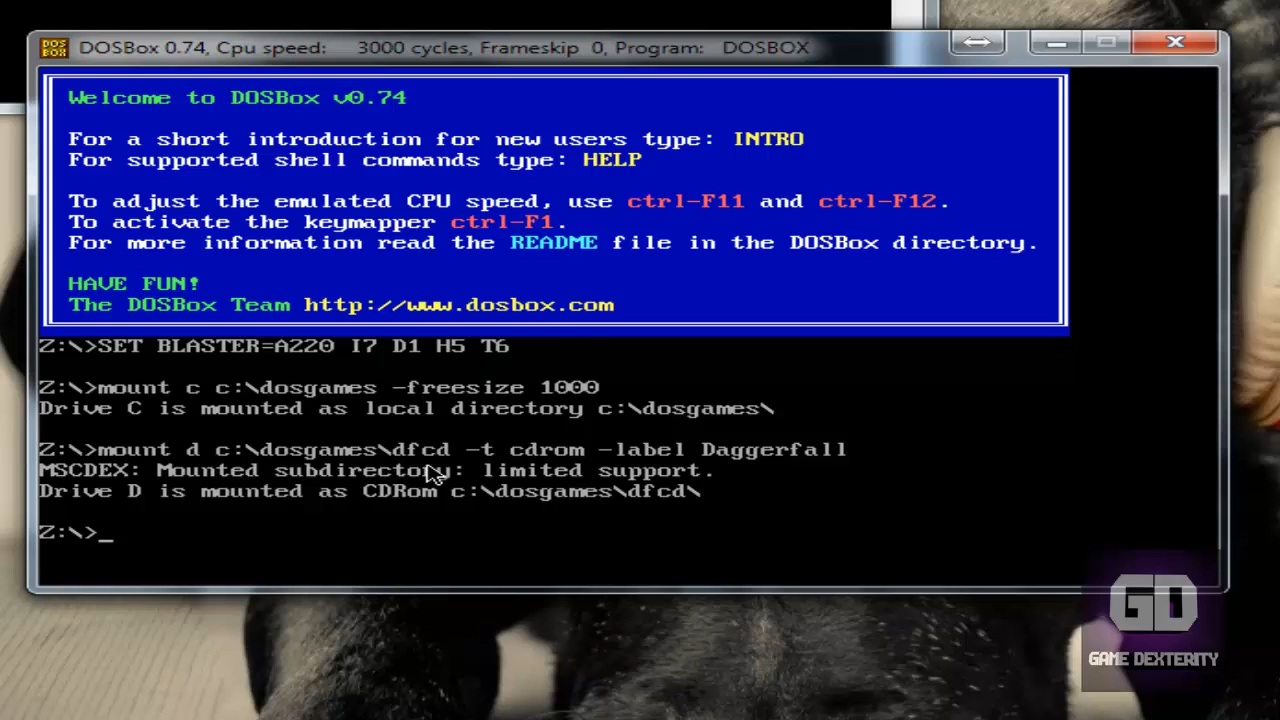 DOS
BOX
DOSBox 0.74, Cpu speed: 3000 cycles, Frameskip 0, Program: DOSBOX
Welcome to DOSBox v0.74
For a short introduction for new users type: INTRO
For supported shell commands type: HELP
To adjust the emulated CPU speed, use ctrl-F11 and ctrl-F12.
To activate the keymapper ctrl-F1.
For more information read the README file in the DOSBox directory.
HAVE FUN!
The DOSBox Team http://www.dosbox.com
Z:\>SET BLASTER=A220 I7 D1 H5 T6
Z:\>mount c c:\dosgames -freesize 1000
Drive C is mounted as local directory c:\dosgames\
Z:\>mount d c:\dosgames\dfcd -t cdrom -label Daggerfall
MSCDEX: Mounted subdirectory: limited support.
Drive D is mounted as CDRom c:\dosgames\dfcd\
Z:\>_
GD
GAME DEXTERITY